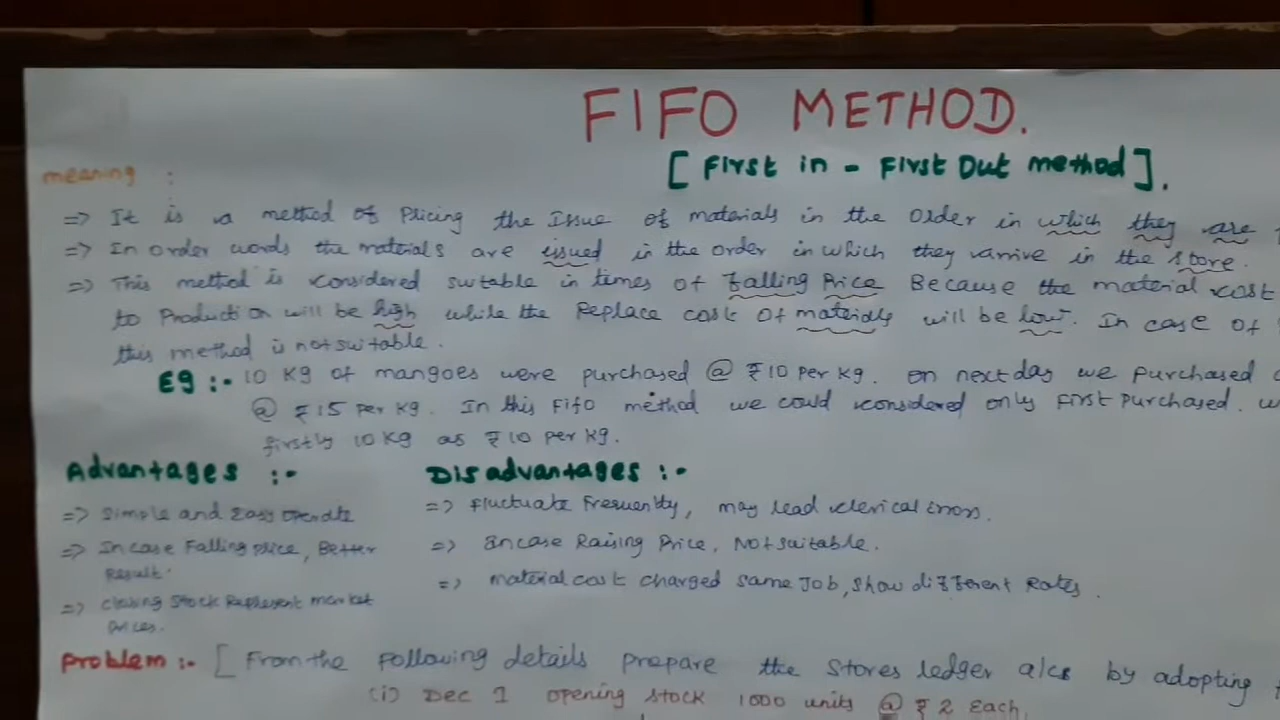 FIFO METHOD.
[First in - First Out method].
meaning :
=> It is a method of Pricing the Issue of materials in the Order in which they are
=> In order words the materials are issued in the order in which they arrive in the store.
=> This method is considered suitable in times of Falling Price Because the material cost
to Production will be high while the Replace cost of materials will be low. In case of
this method is not suitable.
Eg :- 10 Kg of mangoes were purchased @ ₹10 Per Kg. on next day we purchased
@ ₹15 Per Kg. In this Fifo method we could considered only First Purchased.
firstly 10 Kg as ₹10 per Kg.
Advantages :-
Disadvantages :-
=> Simple and Easy operate
=> Fluctuate Frequently, may lead clerical Errors.
=> In case Falling price, Better
Result.
=> In case Raising Price, Not suitable.
=> closing Stock Represent market
Prices.
=> material cost charged same Job, show different Rates.
Problem :- [ From the following details prepare the Stores ledger a/cs by adopting
(i) Dec 1 opening stock 1000 units @ ₹ 2 Each.